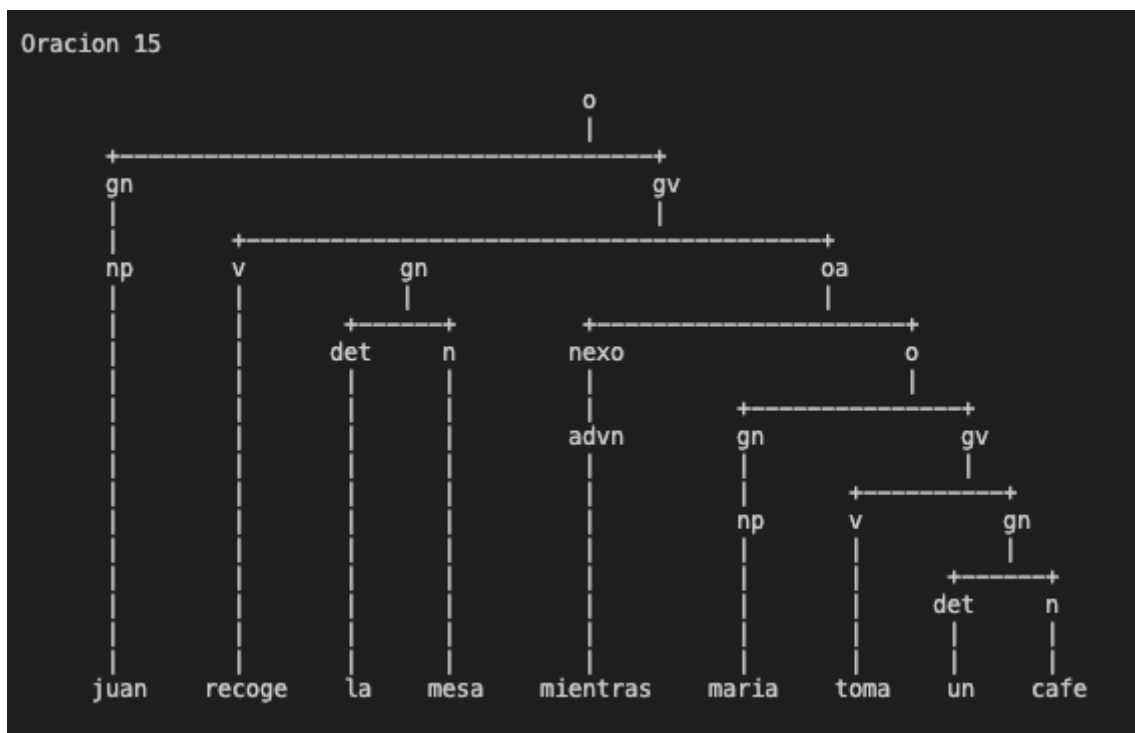 Oracion 15
o
gn gv
np v gn oa
det n nexo o
advn gn gv
np v gn
det n
juan recoge la mesa mientras maria toma un cafe